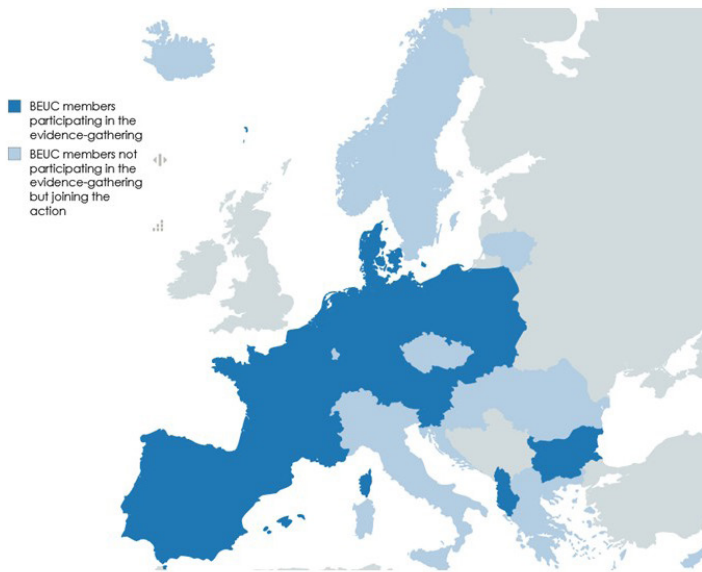 BEUC members
participating in the
evidence-gathering
BEUC members not
participating in the
evidence-gathering
but joining the
action